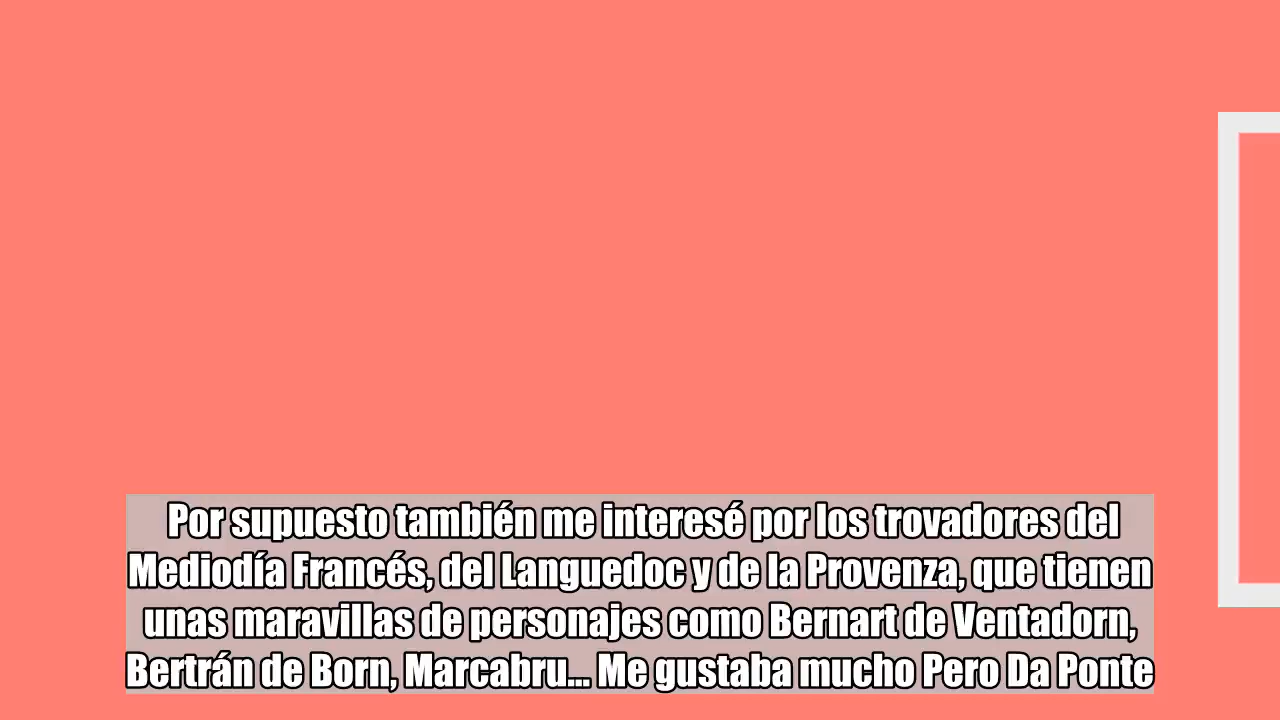 Por supuesto también me interesé por los trovadores del
Mediodía Francés, del Languedoc y de la Provenza, que tienen
unas maravillas de personajes como Bernart de Ventadorn,
Bertrán de Born, Marcabru... Me gustaba mucho Pero Da Ponte